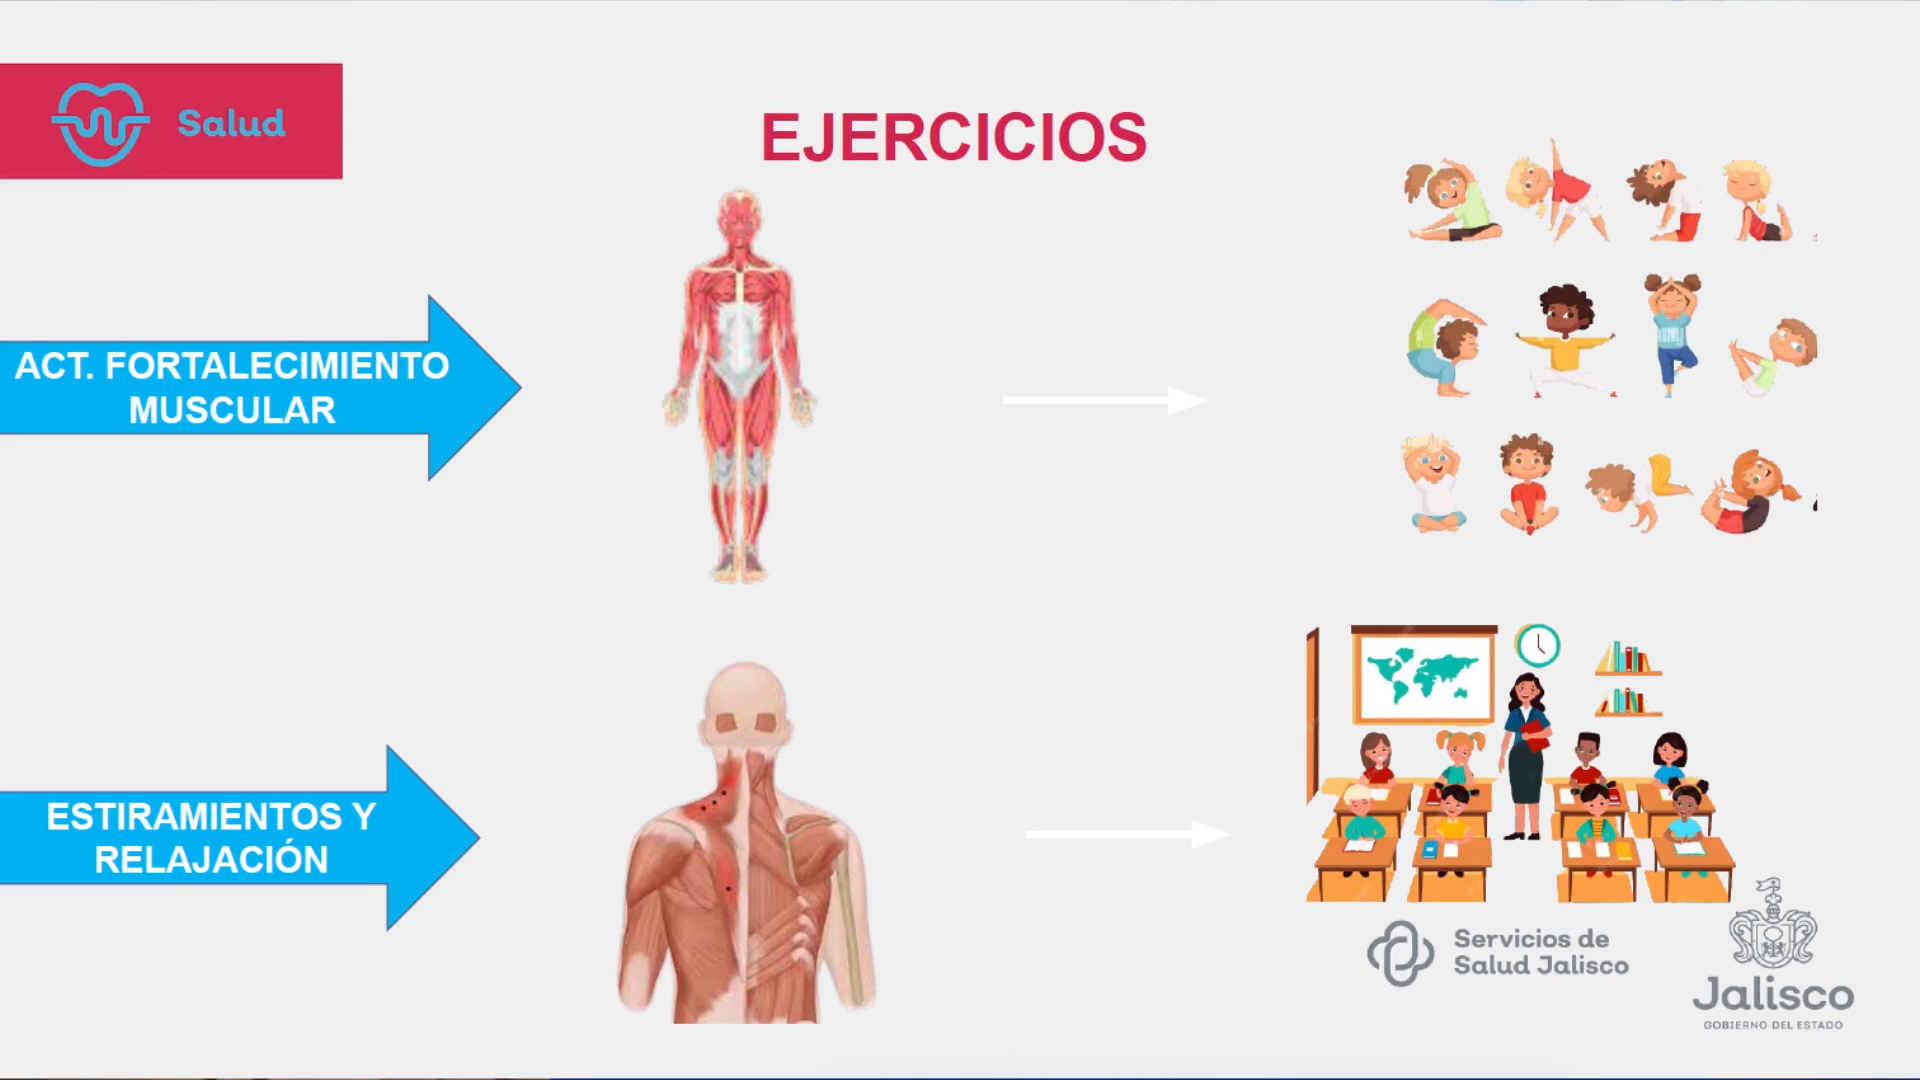 Salud
EJERCICIOS
ACT. FORTALECIMIENTO
MUSCULAR
ESTIRAMIENTOS Y
RELAJACIÓN
Servicios de
Salud Jalisco
Jalisco
GOBIERNO DEL ESTADO